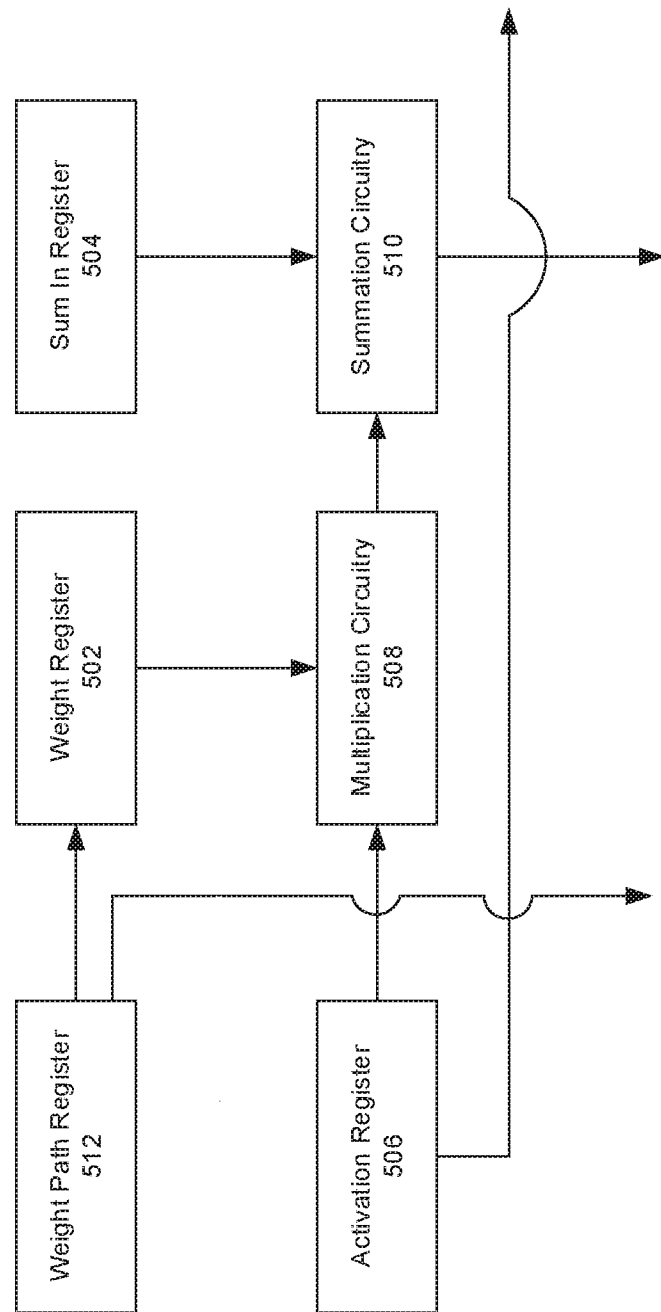 Weight Path Register
512
Weight Register
502
Sum In Register
504
Activation Register
506
Multiplication Circuitry
508
Summation Circuitry
510